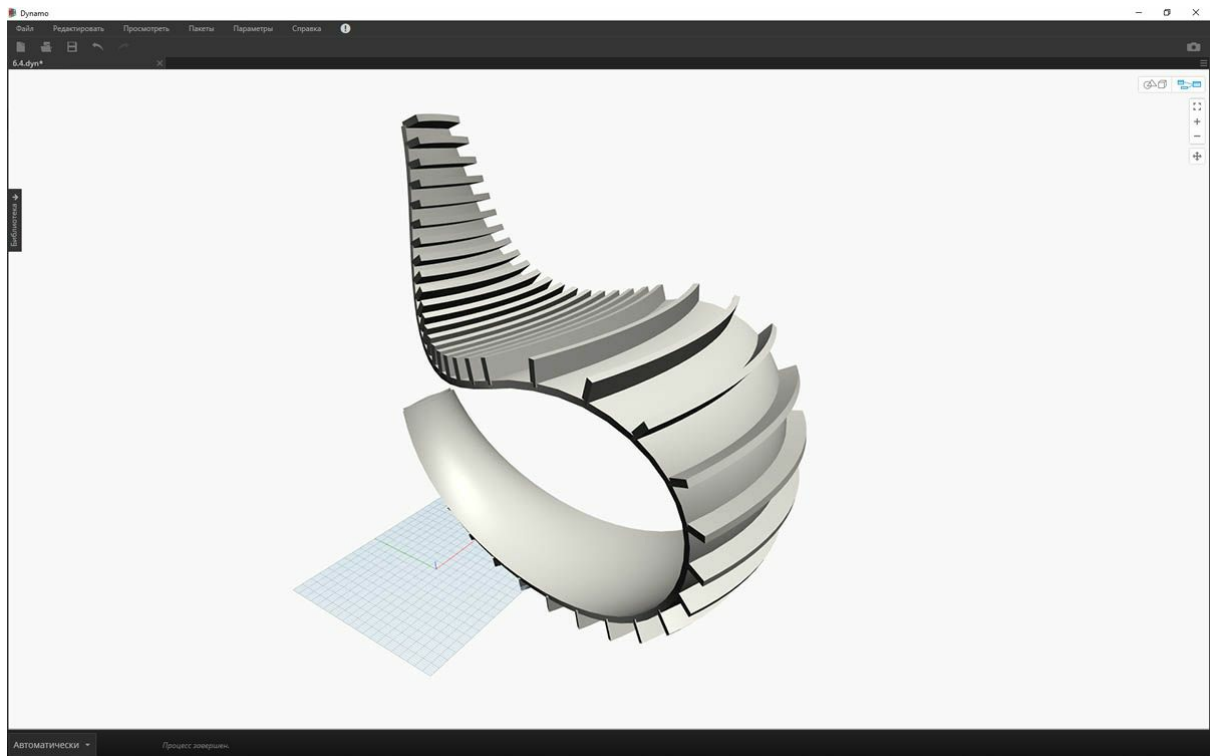 Dynamo
Файл Редактировать Просмотреть Пакеты Параметры Справка
6.4.dyn*
Библиотека
Автоматически
Процесс завершен.